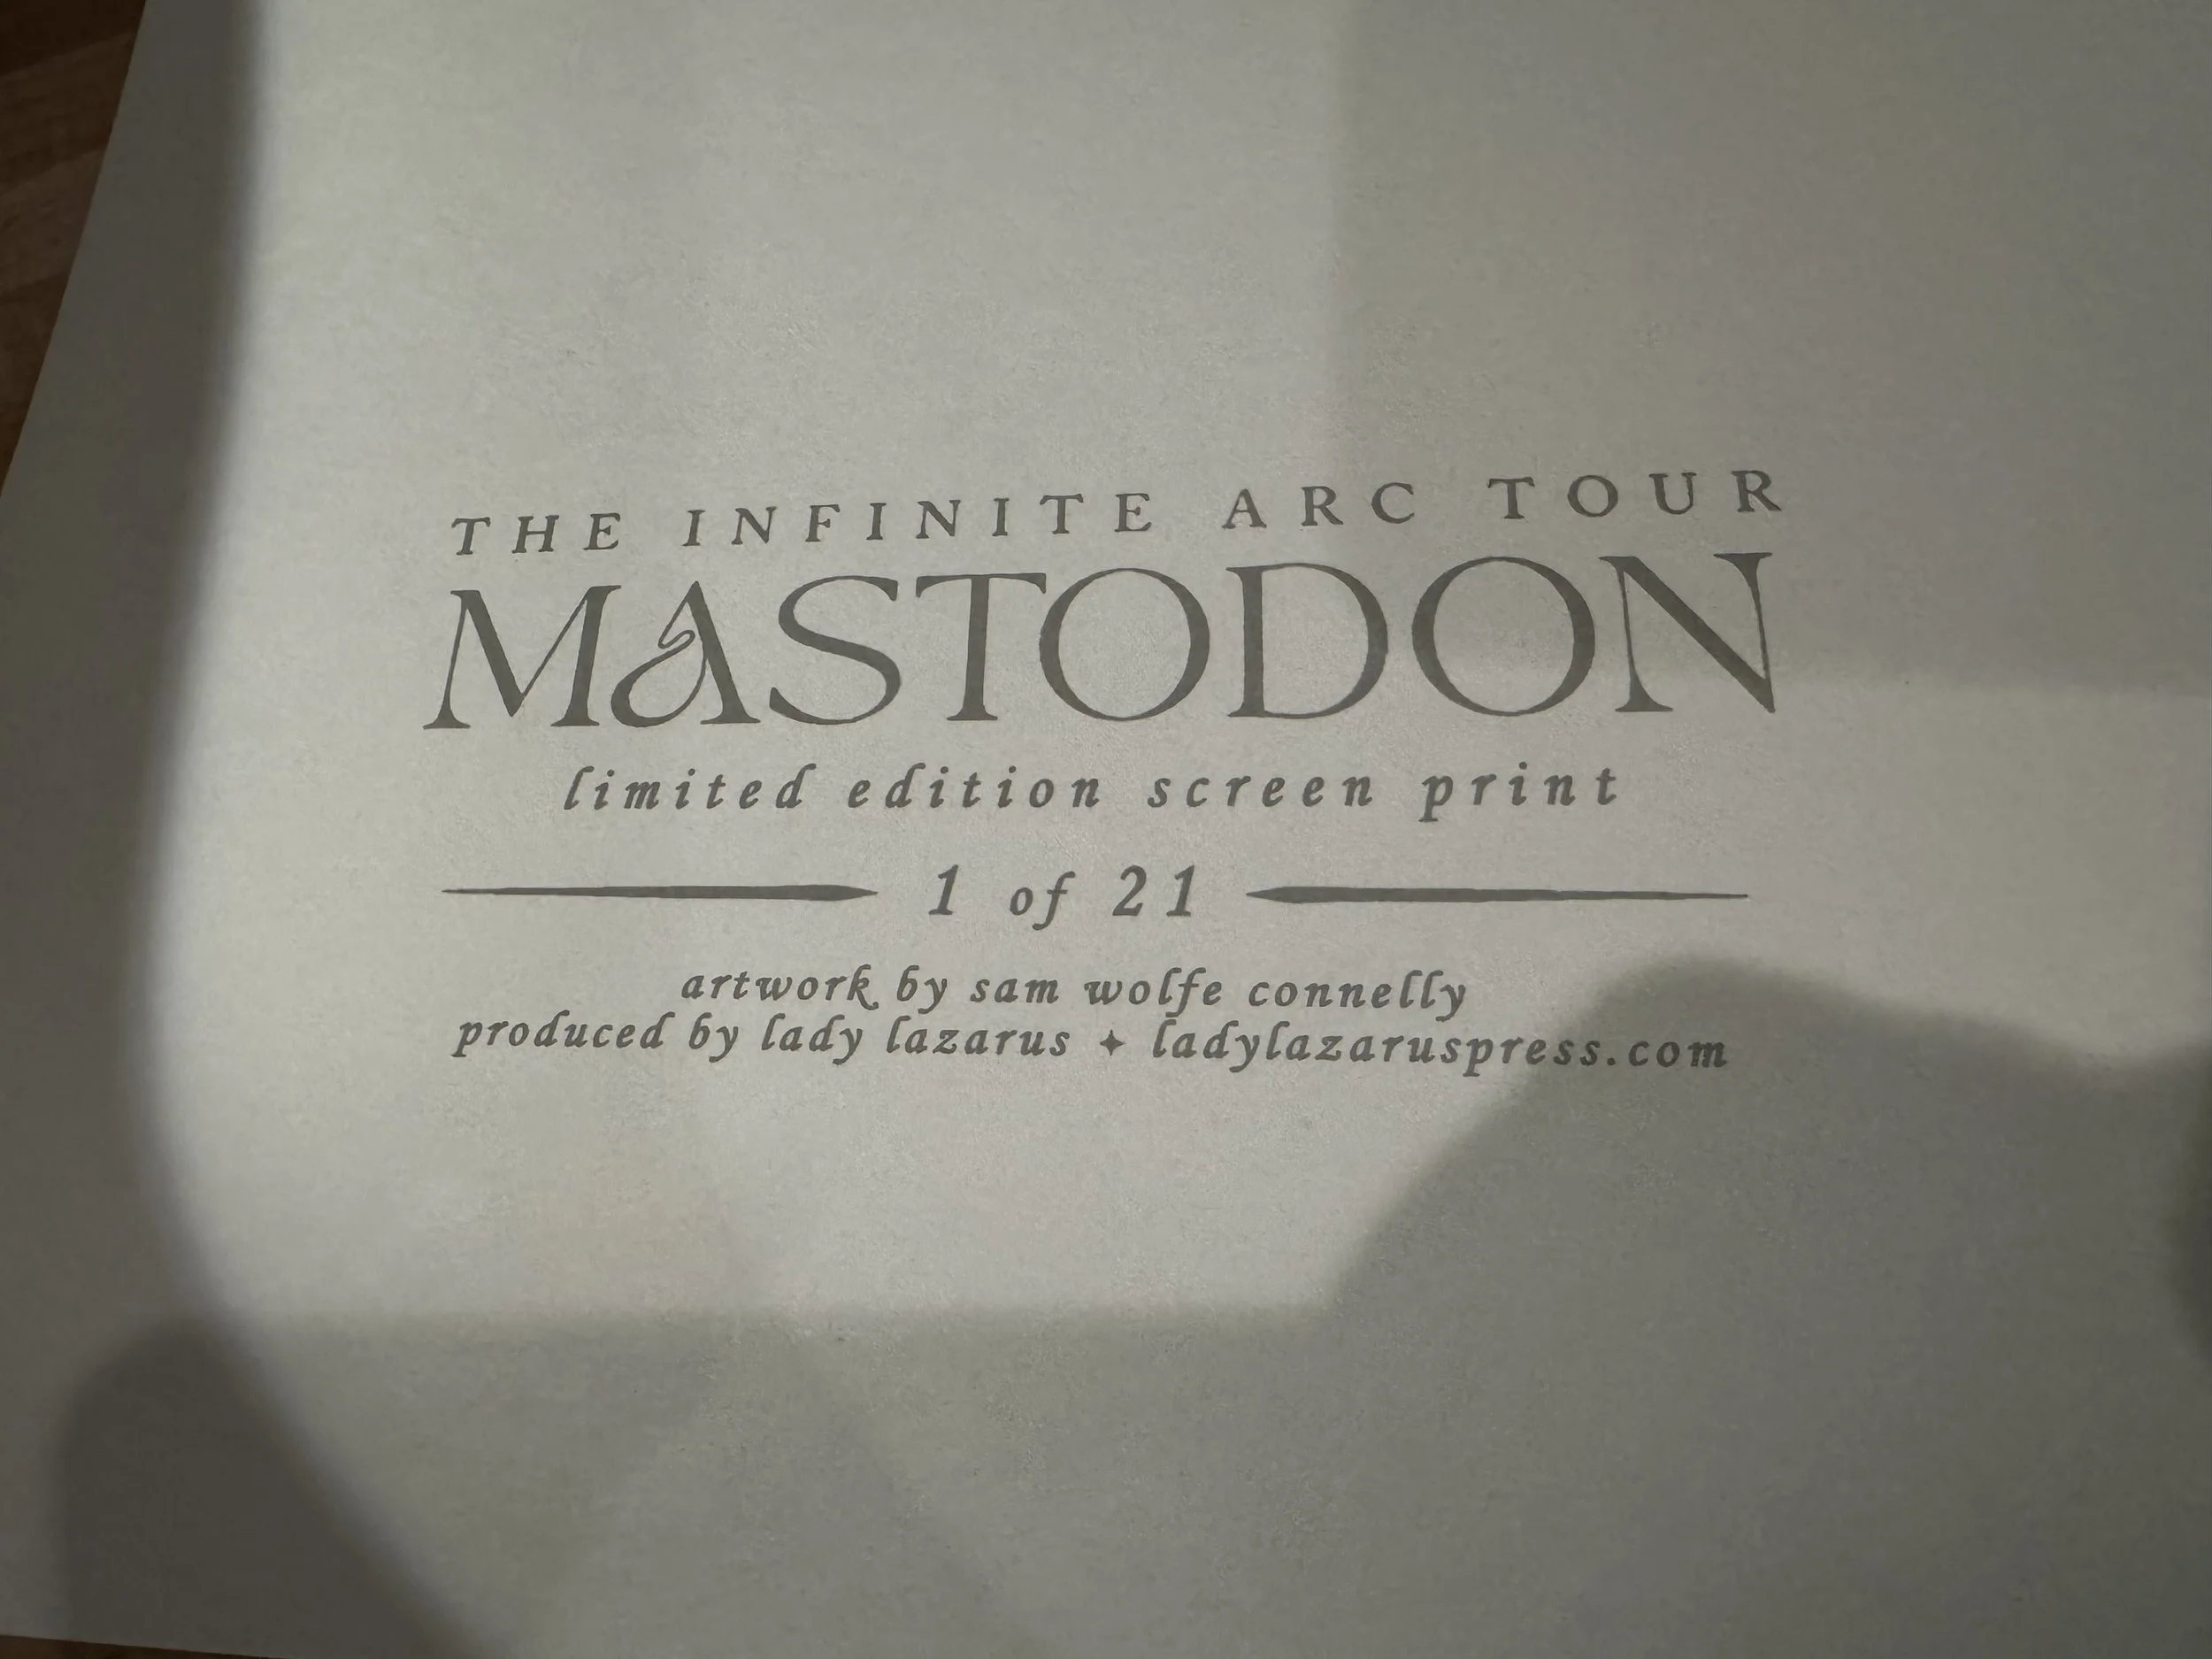 THE INFINITE ARC TOUR
MASTODON
limited edition screen print
1 of 21
artwork by sam wolfe connelly
produced by lady lazarus ✦ ladylazaruspress.com